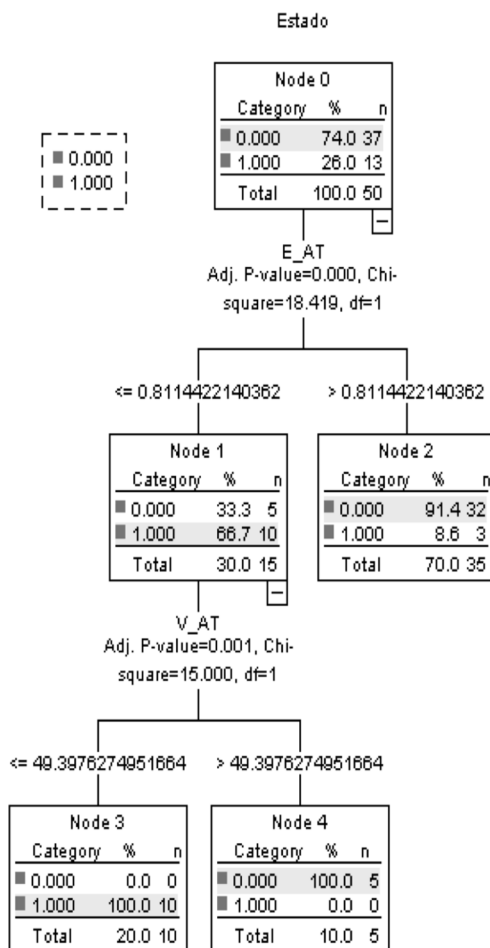 Estado
Node 0
Category % n
0.000 74.0 37
1.000 26.0 13
Total 100.0 50
0.000
1.000
E_AT
Adj. P-value=0.000, Chi-
square=18.419, df=1
<= 0.8114422140362
> 0.8114422140362
Node 1
Category % n
0.000 33.3 5
1.000 66.7 10
Total 30.0 15
Node 2
Category % n
0.000 91.4 32
1.000 8.6 3
Total 70.0 35
V_AT
Adj. P-value=0.001, Chi-
square=15.000, df=1
<= 49.3976274951664
> 49.3976274951664
Node 3
Category % n
0.000 0.0 0
1.000 100.0 10
Total 20.0 10
Node 4
Category % n
0.000 100.0 5
1.000 0.0 0
Total 10.0 5